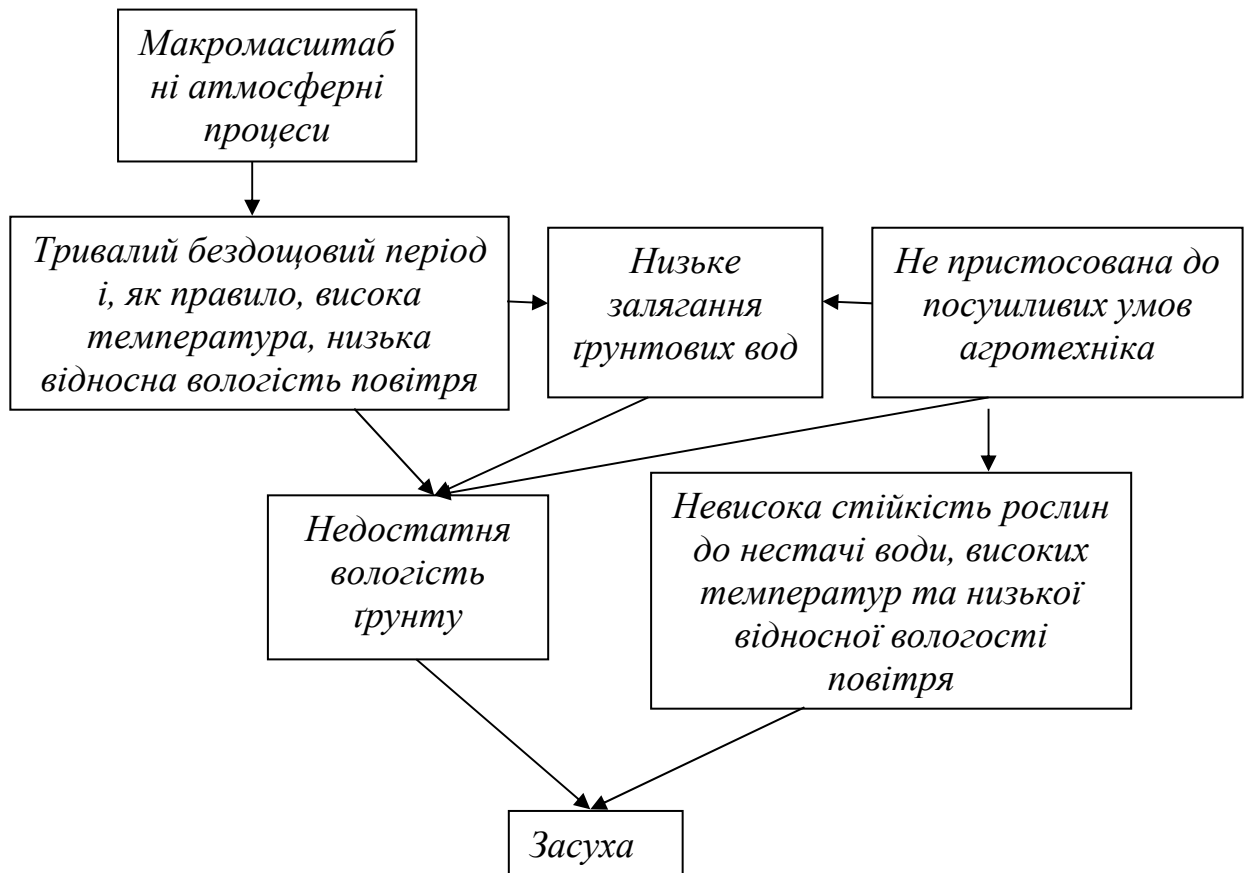 Макромасштаб
ні атмосферні
процеси
Тривалий бездощовий період
і, як правило, висока
температура, низька
відносна вологість повітря
Низьке
залягання
ґрунтових вод
Не пристосована до
посушливих умов
агротехніка
Недостатня
вологість
ґрунту
Невисока стійкість рослин
до нестачі води, високих
температур та низької
відносної вологості
повітря
Засуха